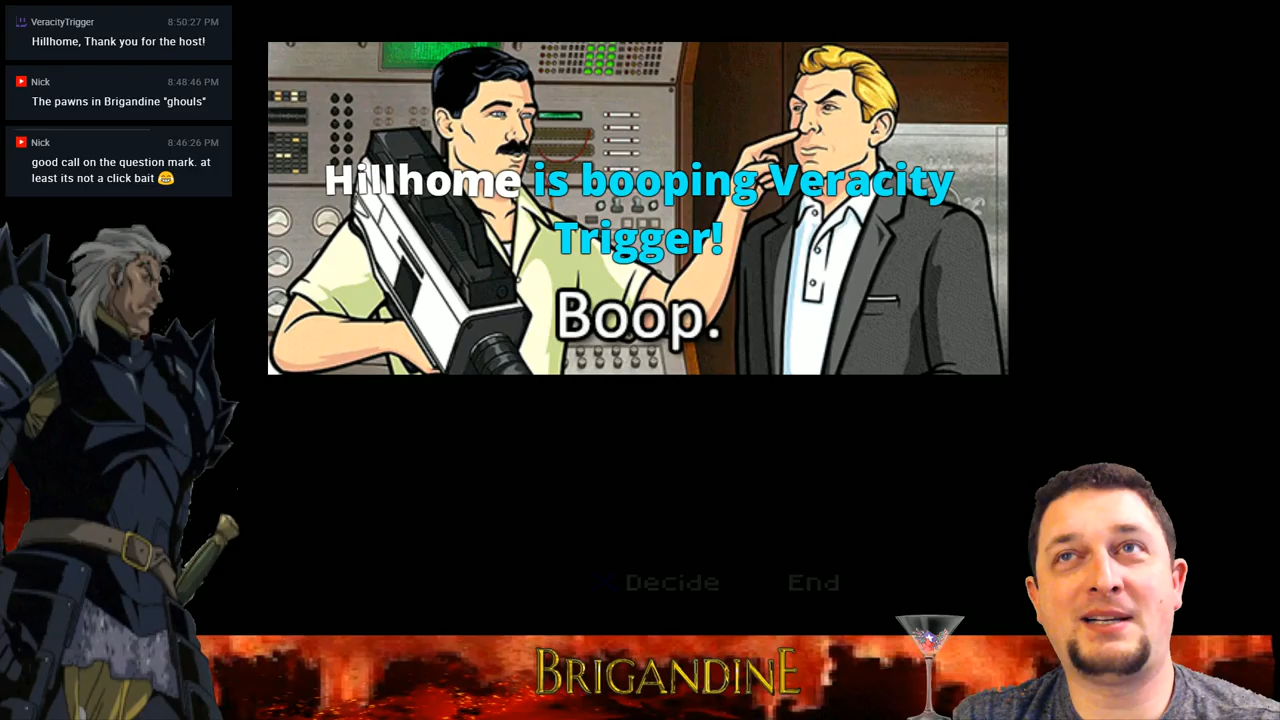 VeracityTrigger 8:50:27 PM
Hillhome, Thank you for the host!
Nick 8:48:46 PM
The pawns in Brigandine "ghouls"
Nick 8:46:26 PM
good call on the question mark. at
least its not a click bait 😁
Hillhome is booping Veracity
Trigger!
Boop.
Decide End
BRIGANDINE